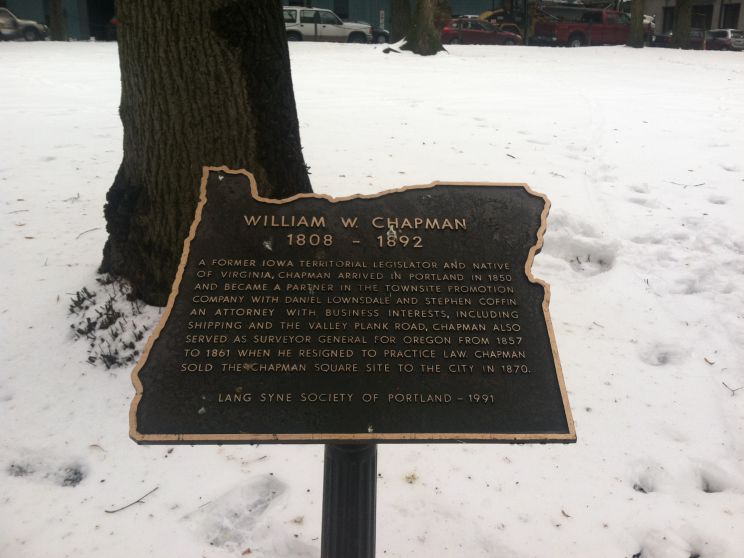 WILLIAM W. CHAPMAN
1808 - 1892
A FORMER IOWA TERRITORIAL LEGISLATOR AND NATIVE
OF VIRGINIA, CHAPMAN ARRIVED IN PORTLAND IN 1850
AND BECAME A PARTNER IN THE TOWNSITE PROMOTION
COMPANY WITH DANIEL LOWNSDALE AND STEPHEN COFFIN
AN ATTORNEY WITH BUSINESS INTERESTS, INCLUDING
SHIPPING AND THE VALLEY PLANK ROAD, CHAPMAN ALSO
SERVED AS SURVEYOR GENERAL FOR OREGON FROM 1857
TO 1861 WHEN HE RESIGNED TO PRACTICE LAW. CHAPMAN
SOLD THE CHAPMAN SQUARE SITE TO THE CITY IN 1870.
LANG SYNE SOCIETY OF PORTLAND - 1991